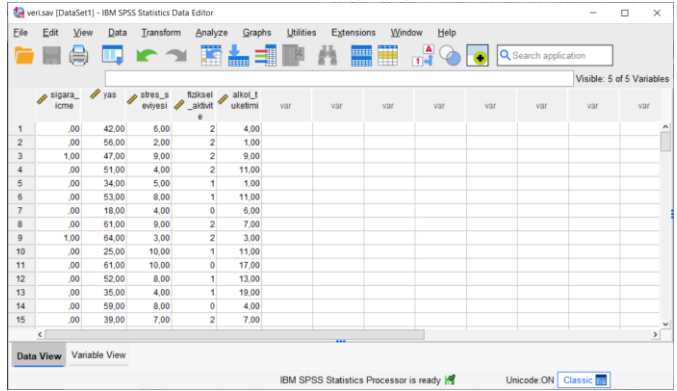 veri.sav [DataSet1] - IBM SPSS Statistics Data Editor
File Edit View Data Transform Analyze Graphs Utilities Extensions Window Help
Search application
Visible: 5 of 5 Variables
sigara_icme yas stres_seviyesi fiziksel_aktivite alkol_tuketimi var var var var var var var
1 ,00 42,00 6,00 2 4,00
2 ,00 56,00 2,00 2 1,00
3 1,00 47,00 9,00 2 9,00
4 ,00 51,00 4,00 2 11,00
5 ,00 34,00 5,00 1 1,00
6 ,00 53,00 8,00 1 11,00
7 ,00 18,00 4,00 0 6,00
8 ,00 61,00 9,00 2 7,00
9 1,00 64,00 3,00 2 3,00
10 ,00 25,00 10,00 1 11,00
11 ,00 61,00 10,00 0 17,00
12 ,00 52,00 8,00 1 13,00
13 ,00 35,00 4,00 1 19,00
14 ,00 59,00 8,00 0 4,00
15 ,00 39,00 7,00 2 7,00
Data View Variable View
IBM SPSS Statistics Processor is ready Unicode:ON Classic